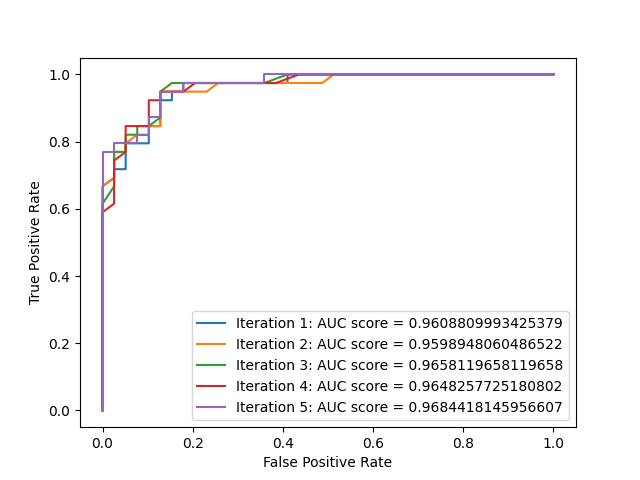 1.0
0.8
0.6
0.4
0.2
0.0
True Positive Rate
Iteration 1: AUC score = 0.9608809993425379
Iteration 2: AUC score = 0.9598948060486522
Iteration 3: AUC score = 0.9658119658119658
Iteration 4: AUC score = 0.9648257725180802
Iteration 5: AUC score = 0.9684418145956607
0.0 0.2 0.4 0.6 0.8 1.0
False Positive Rate